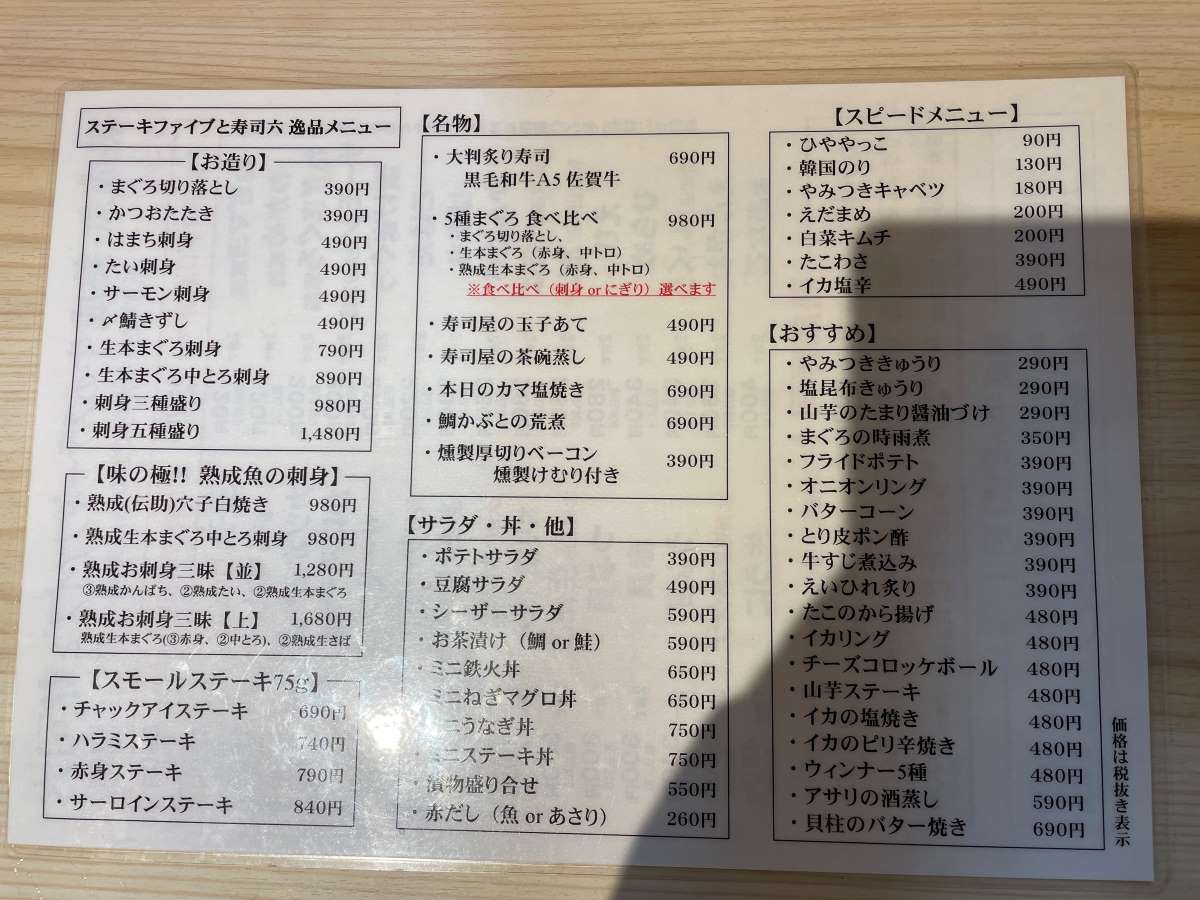 ステーキファイブと寿司六 逸品メニュー
【お造り】
・まぐろ切り落とし 390円
・かつおたたき 390円
・はまち刺身 490円
・たい刺身 490円
・サーモン刺身 490円
・〆鯖きずし 490円
・生本まぐろ刺身 790円
・生本まぐろ中とろ刺身 890円
・刺身三種盛り 980円
・刺身五種盛り 1,480円
【味の極!! 熟成魚の刺身】
・熟成(伝助)穴子白焼き 980円
・熟成生本まぐろ中とろ刺身 980円
・熟成お刺身三昧【並】 1,280円
③熟成かんぱち、②熟成たい、②熟成生本まぐろ
・熟成お刺身三昧【上】 1,680円
熟成生本まぐろ(③赤身、②中とろ)、②熟成生さば
【スモールステーキ75g】
・チャックアイステーキ 690円
・ハラミステーキ 740円
・赤身ステーキ 790円
・サーロインステーキ 840円
【名物】
・大判炙り寿司 690円
黒毛和牛A5 佐賀牛
・5種まぐろ 食べ比べ 980円
・まぐろ切り落とし、
・生本まぐろ（赤身、中トロ）
・熟成生本まぐろ（赤身、中トロ）
※食べ比べ（刺身 or にぎり）選べます
・寿司屋の玉子あて 490円
・寿司屋の茶碗蒸し 490円
・本日のカマ塩焼き 690円
・鯛かぶとの荒煮 690円
・燻製厚切りベーコン 390円
燻製けむり付き
【サラダ・丼・他】
・ポテトサラダ 390円
・豆腐サラダ 490円
・シーザーサラダ 590円
・お茶漬け（鯛 or 鮭） 590円
・ミニ鉄火丼 650円
ミニねぎマグロ丼 650円
ミニうなぎ丼 750円
ミニステーキ丼 750円
・漬物盛り合せ 550円
・赤だし（魚 or あさり） 260円
【スピードメニュー】
・ひややっこ 90円
・韓国のり 130円
・やみつきキャベツ 180円
・えだまめ 200円
・白菜キムチ 200円
・たこわさ 390円
・イカ塩辛 490円
【おすすめ】
・やみつききゅうり 290円
・塩昆布きゅうり 290円
・山芋のたまり醤油づけ 290円
・まぐろの時雨煮 350円
・フライドポテト 390円
・オニオンリング 390円
・バターコーン 390円
・とり皮ポン酢 390円
・牛すじ煮込み 390円
・えいひれ炙り 390円
・たこのから揚げ 480円
・イカリング 480円
・チーズコロッケボール 480円
・山芋ステーキ 480円
・イカの塩焼き 480円
・イカのピリ辛焼き 480円
・ウィンナー5種 480円
・アサリの酒蒸し 590円
・貝柱のバター焼き 690円
価格は税抜き表示